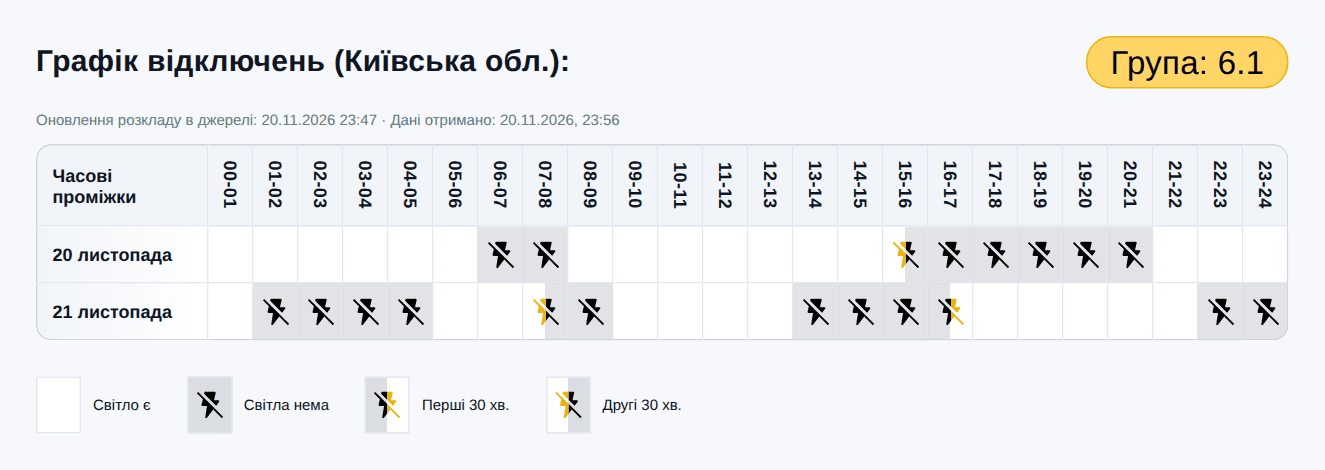 Графік відключень (Київська обл.):
Група: 6.1
Оновлення розкладу в джерелі: 20.11.2026 23:47 · Дані отримано: 20.11.2026, 23:56
Часові
проміжки
00-01 01-02 02-03 03-04 04-05 05-06 06-07 07-08 08-09 09-10 10-11 11-12 12-13 13-14 14-15 15-16 16-17 17-18 18-19 19-20 20-21 21-22 22-23 23-24
20 листопада
21 листопада
Світло є Світла нема Перші 30 хв. Другі 30 хв.